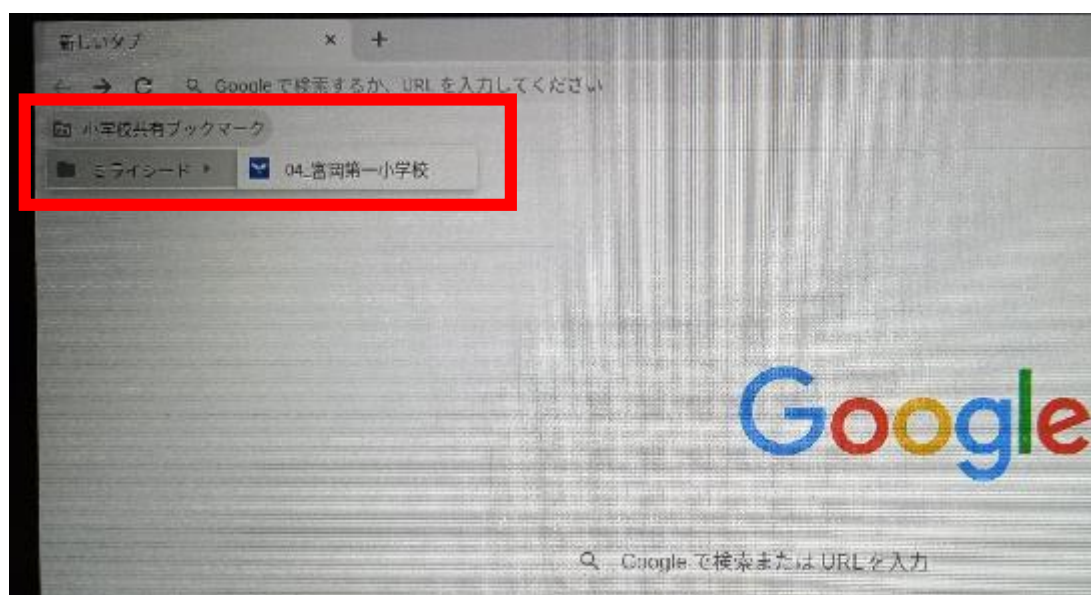 新しいタブ × +
Google で検索するか、URL を入力してください
小学校共有ブックマーク
ミライシード
04_富岡第一小学校
Google
Google で検索または URL を入力